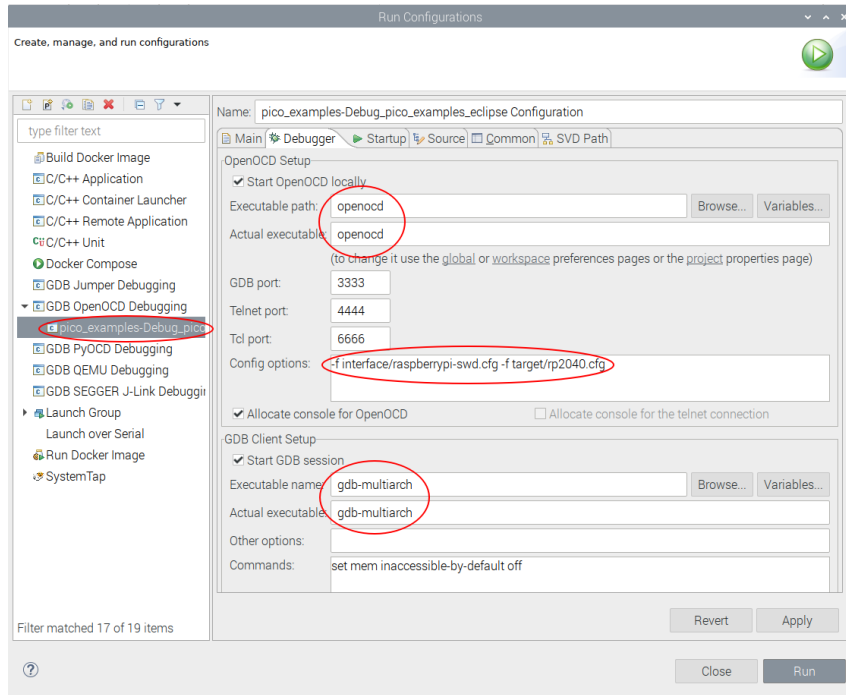 Run Configurations
Create, manage, and run configurations
type filter text
Build Docker Image
C/C++ Application
C/C++ Container Launcher
C/C++ Remote Application
C/C++ Unit
Docker Compose
GDB Jumper Debugging
GDB OpenOCD Debugging
pico_examples-Debug_pico
GDB PyOCD Debugging
GDB QEMU Debugging
GDB SEGGER J-Link Debuggin
Launch Group
Launch over Serial
Run Docker Image
SystemTap
Filter matched 17 of 19 items
Name: pico_examples-Debug_pico_examples_eclipse Configuration
Main Debugger Startup Source Common SVD Path
OpenOCD Setup
Start OpenOCD locally
Executable path: openocd Browse... Variables...
Actual executable: openocd
(to change it use the global or workspace preferences pages or the project properties page)
GDB port: 3333
Telnet port: 4444
Tcl port: 6666
Config options: -f interface/raspberrypi-swd.cfg -f target/rp2040.cfg
Allocate console for OpenOCD Allocate console for the telnet connection
GDB Client Setup
Start GDB session
Executable name: gdb-multiarch Browse... Variables...
Actual executable: gdb-multiarch
Other options:
Commands: set mem inaccessible-by-default off
Revert Apply
Close Run